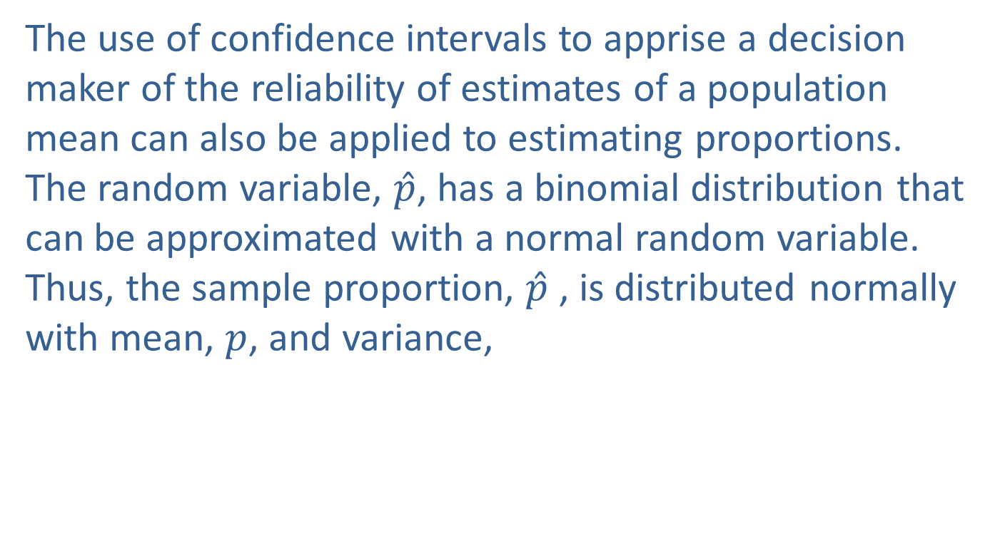 The use of confidence intervals to apprise a decision
maker of the reliability of estimates of a population
mean can also be applied to estimating proportions.
The random variable, p̂, has a binomial distribution that
can be approximated with a normal random variable.
Thus, the sample proportion, p̂ , is distributed normally
with mean, p, and variance,